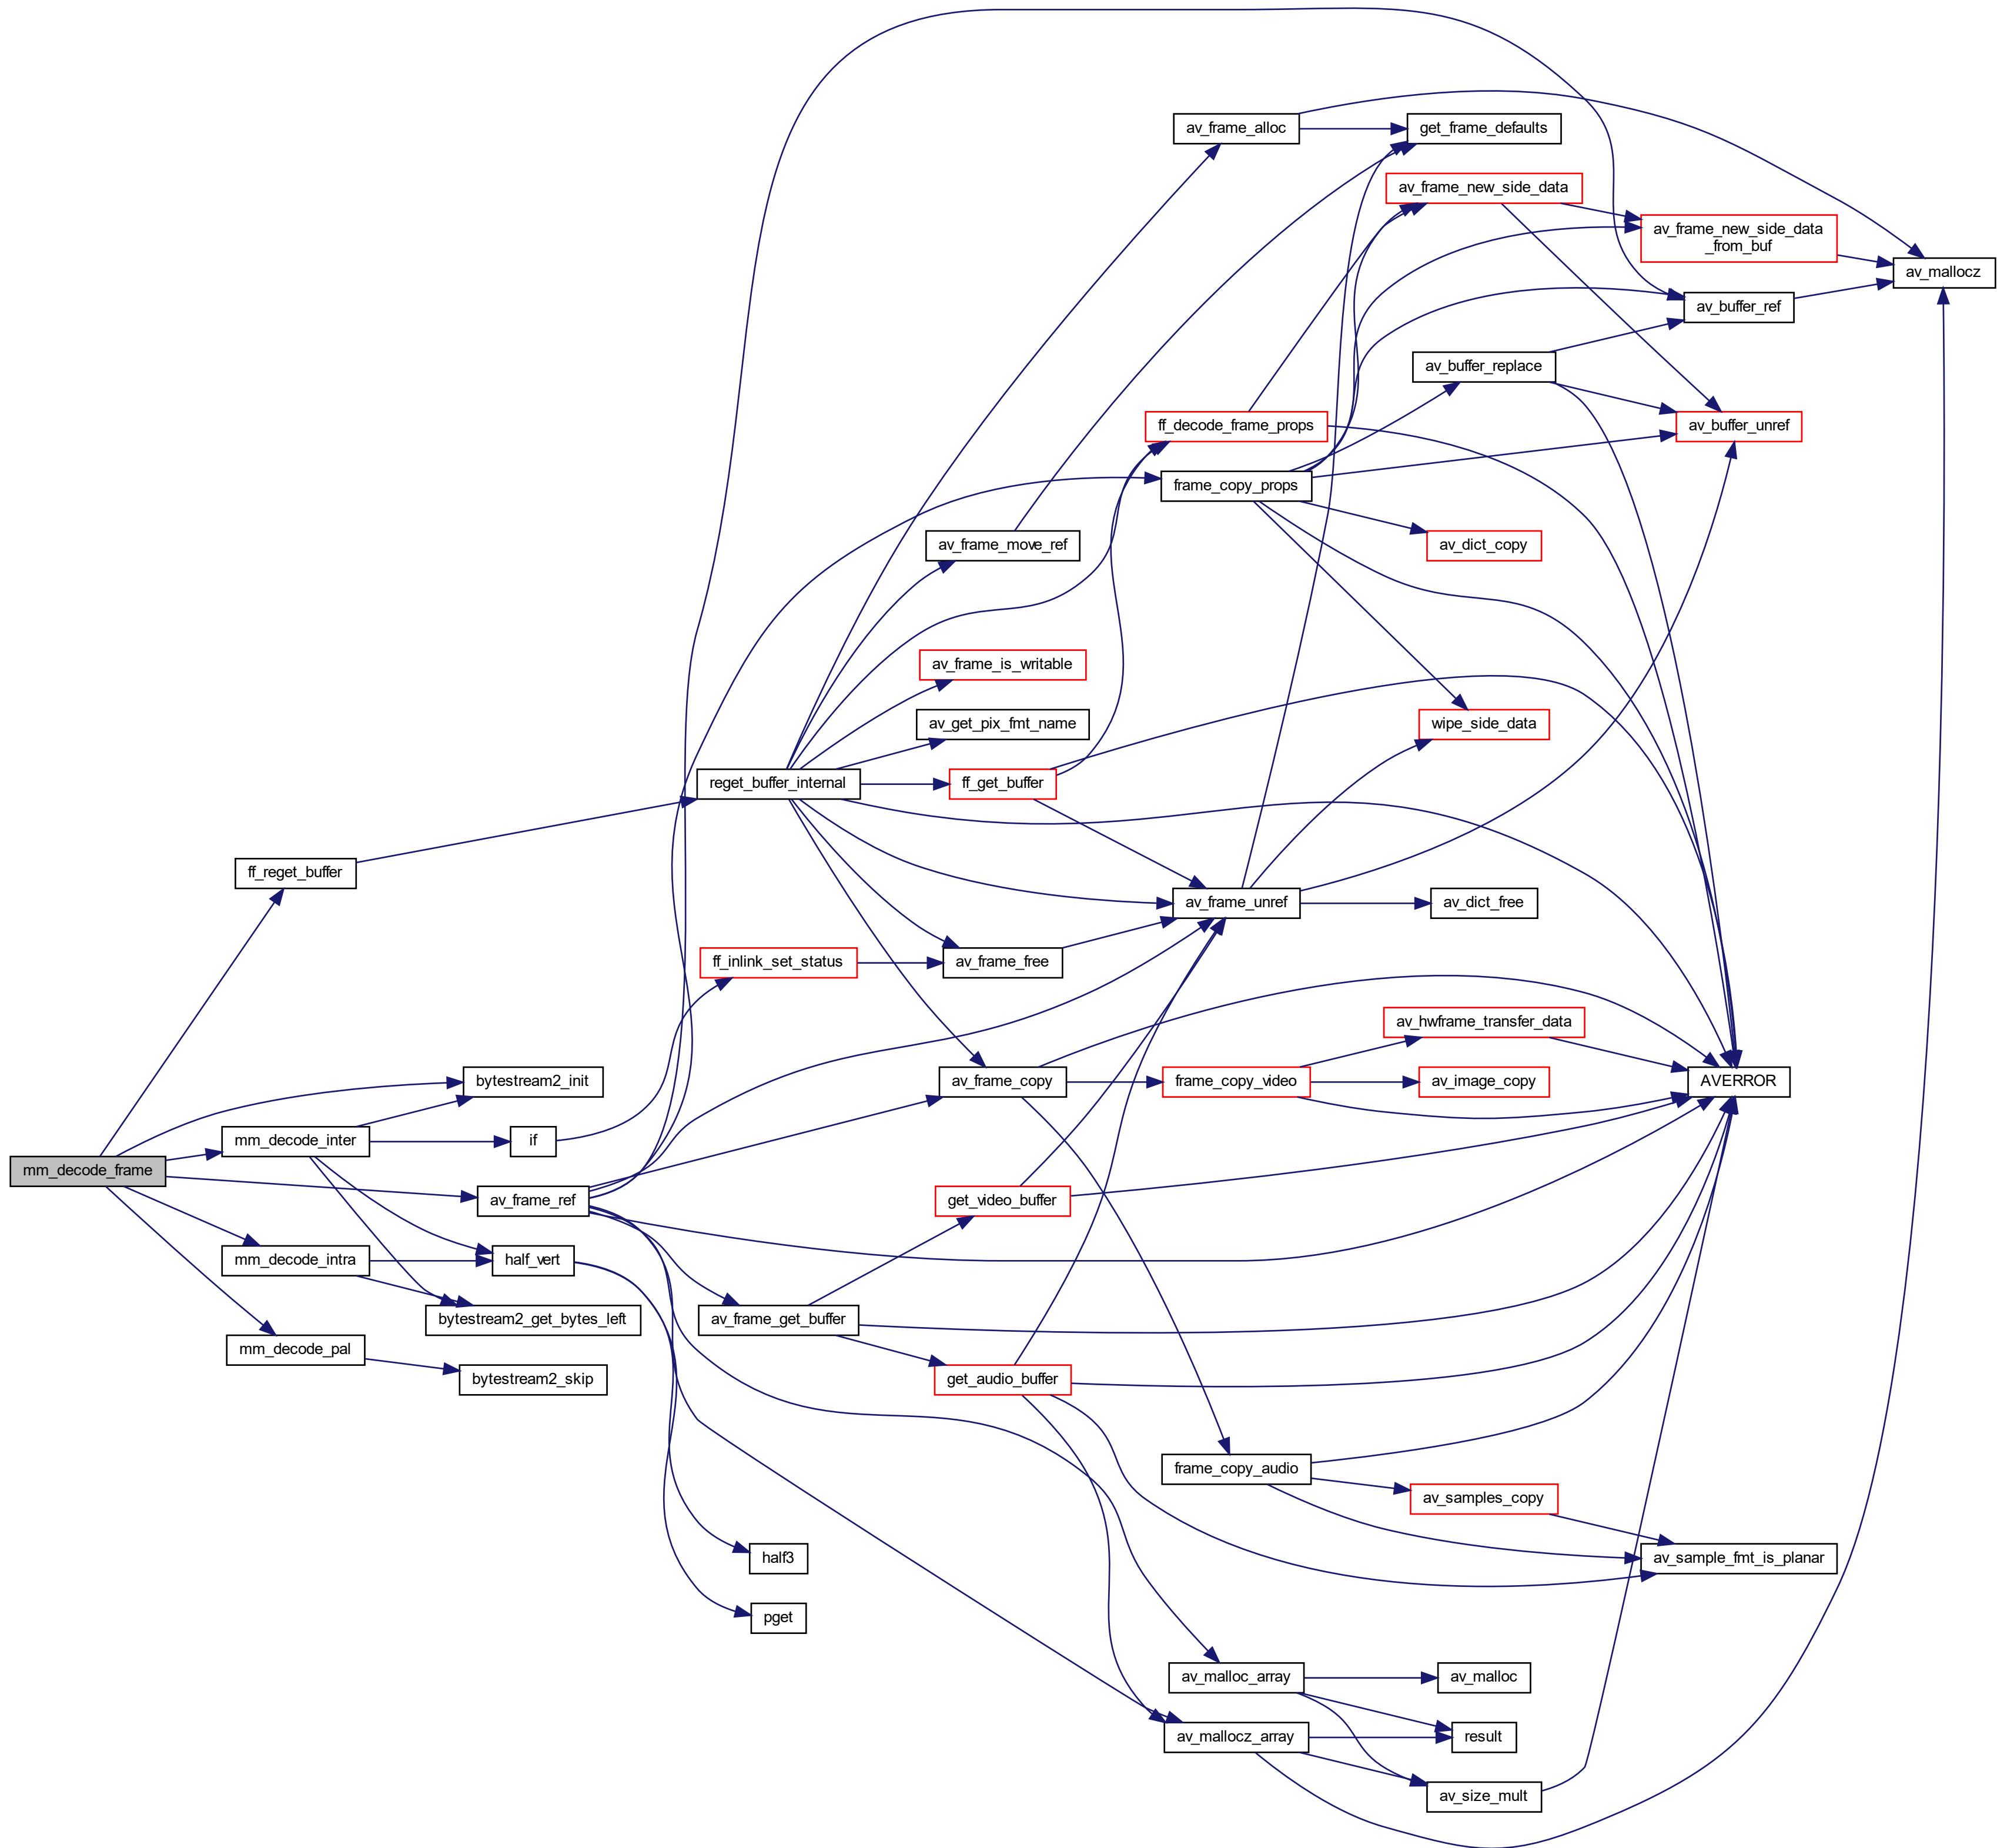 av_frame_alloc
get_frame_defaults
av_frame_new_side_data
av_frame_new_side_data
_from_buf
av_mallocz
av_buffer_ref
av_buffer_replace
ff_decode_frame_props
av_buffer_unref
frame_copy_props
av_frame_move_ref
av_dict_copy
av_frame_is_writable
av_get_pix_fmt_name
wipe_side_data
reget_buffer_internal
ff_get_buffer
ff_reget_buffer
av_frame_unref
av_dict_free
ff_inlink_set_status
av_frame_free
av_hwframe_transfer_data
bytestream2_init
av_frame_copy
frame_copy_video
av_image_copy
AVERROR
mm_decode_inter
if
mm_decode_frame
av_frame_ref
get_video_buffer
mm_decode_intra
half_vert
bytestream2_get_bytes_left
av_frame_get_buffer
mm_decode_pal
bytestream2_skip
get_audio_buffer
frame_copy_audio
av_samples_copy
half3
av_sample_fmt_is_planar
pget
av_malloc_array
av_malloc
av_mallocz_array
result
av_size_mult